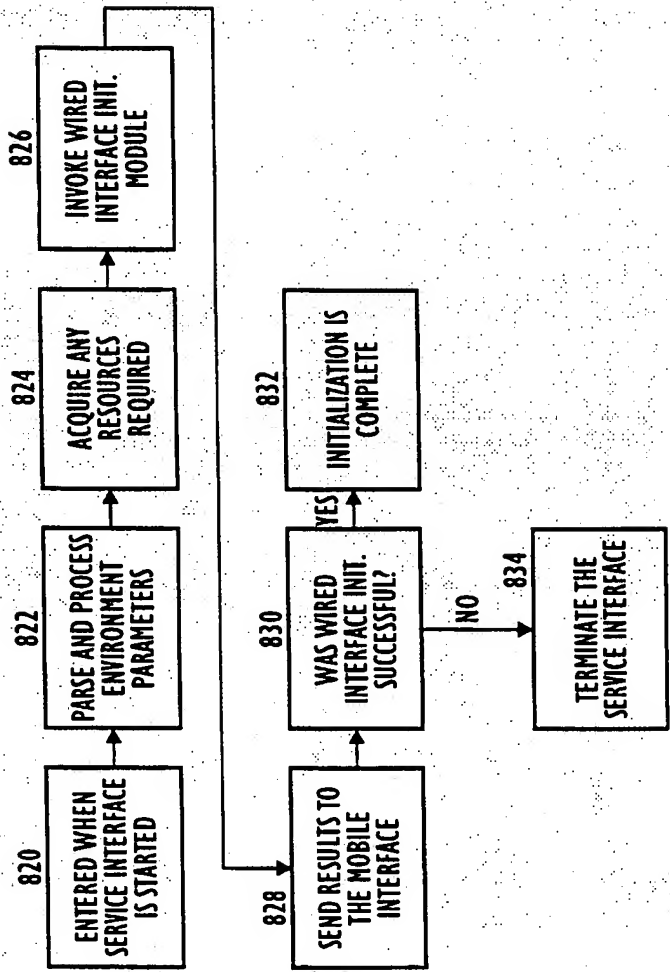 820
ENTERED WHEN
SERVICE INTERFACE
IS STARTED
822
PARSE AND PROCESS
ENVIRONMENT
PARAMETERS
824
ACQUIRE ANY
RESOURCES
REQUIRED
826
INVOKE WIRED
INTERFACE INIT.
MODULE
828
SEND RESULTS TO
THE MOBILE
INTERFACE
830
WAS WIRED
INTERFACE INIT.
SUCCESSFUL?
YES
832
INITIALIZATION IS
COMPLETE
NO
834
TERMINATE THE
SERVICE INTERFACE